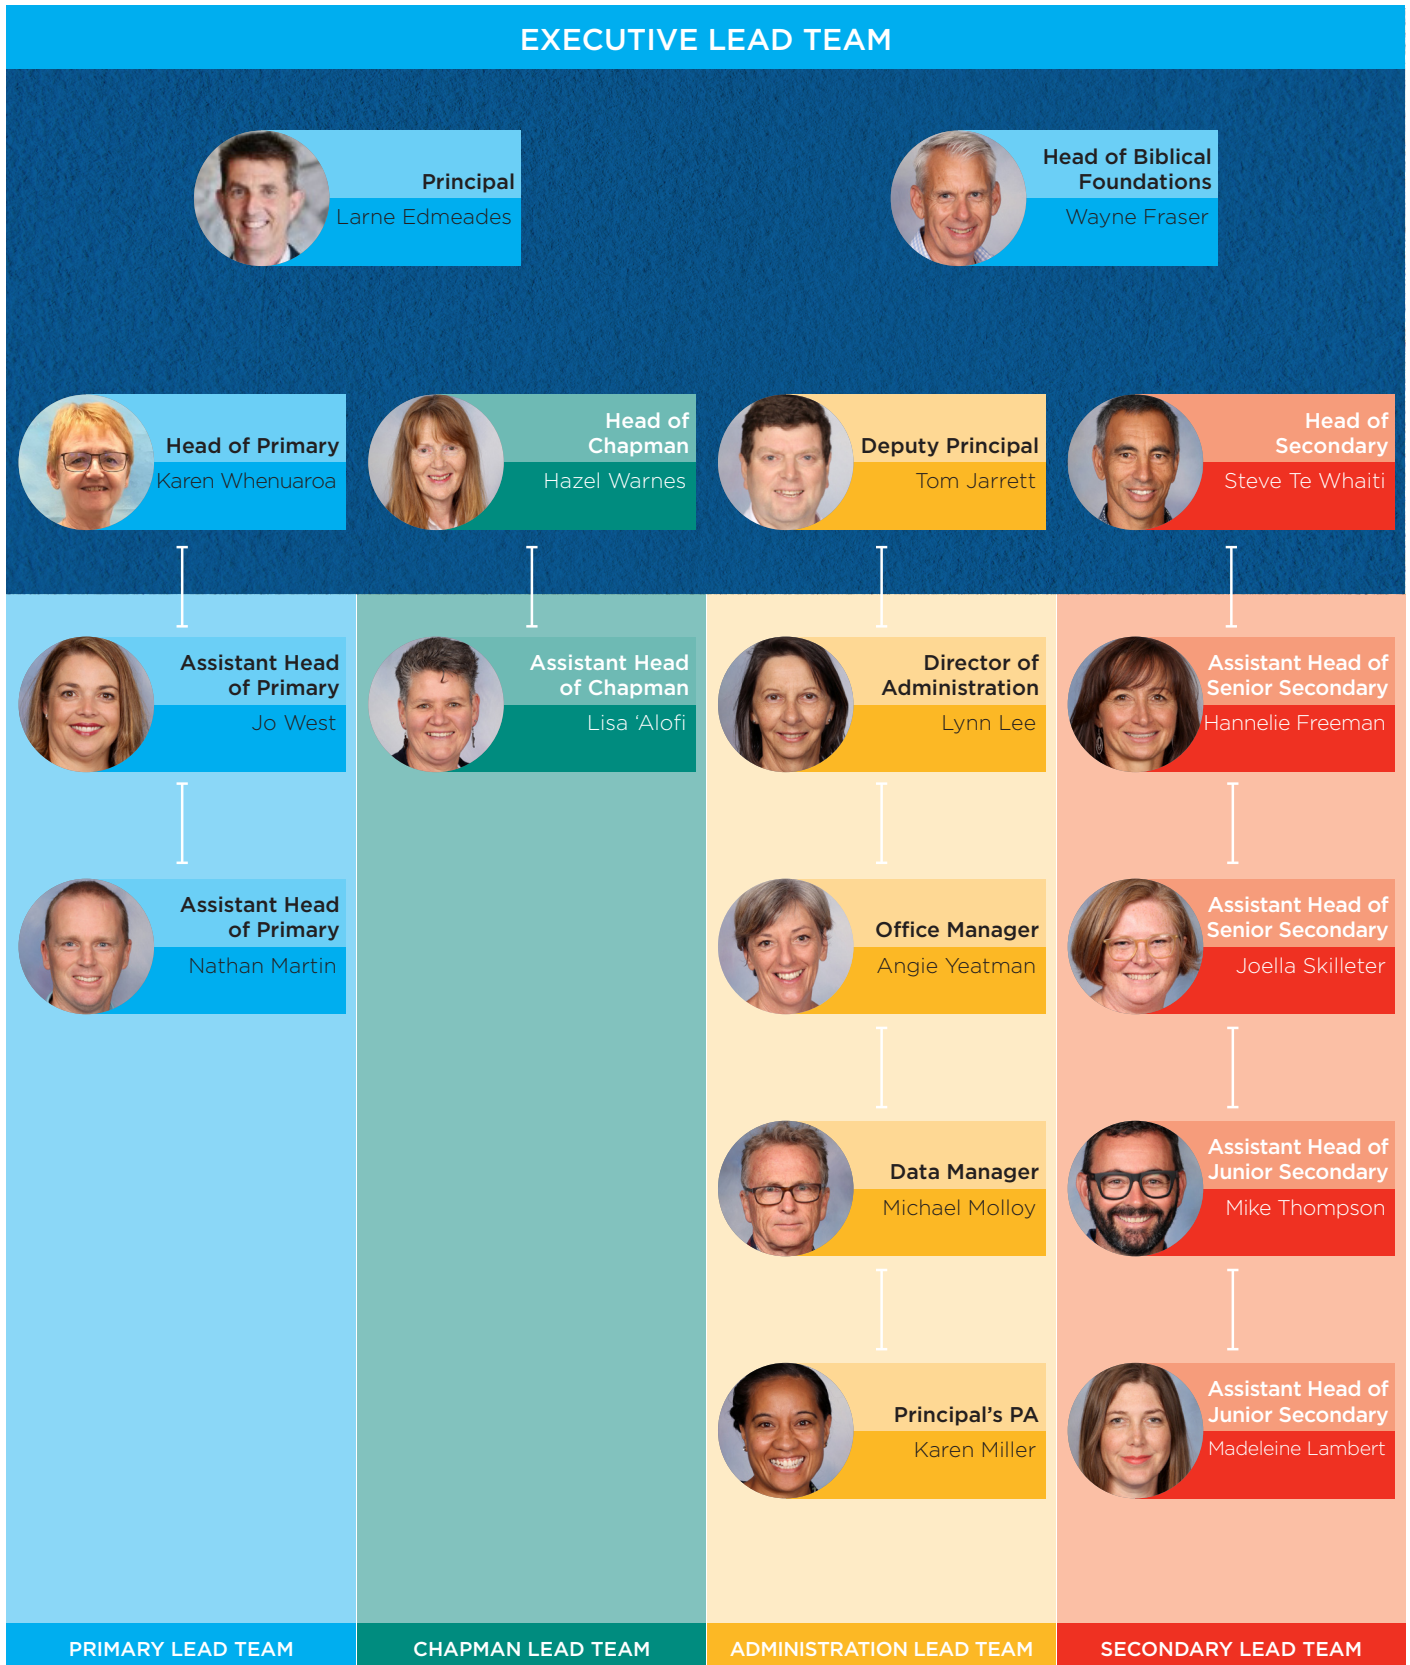 EXECUTIVE LEAD TEAM
Principal
Larne Edmeades
Head of Biblical
Foundations
Wayne Fraser
Head of Primary
Karen Whenuaroa
Head of
Chapman
Hazel Warnes
Deputy Principal
Tom Jarrett
Head of
Secondary
Steve Te Whaiti
Assistant Head
of Primary
Jo West
Assistant Head
of Chapman
Lisa ‘Alofi
Director of
Administration
Lynn Lee
Assistant Head of
Senior Secondary
Hannelie Freeman
Assistant Head
of Primary
Nathan Martin
Office Manager
Angie Yeatman
Assistant Head of
Senior Secondary
Joella Skilleter
Data Manager
Michael Molloy
Assistant Head of
Junior Secondary
Mike Thompson
Principal’s PA
Karen Miller
Assistant Head of
Junior Secondary
Madeleine Lambert
PRIMARY LEAD TEAM
CHAPMAN LEAD TEAM
ADMINISTRATION LEAD TEAM
SECONDARY LEAD TEAM